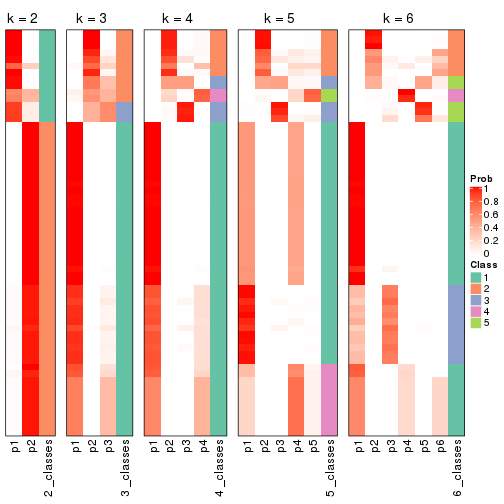 k = 2
k = 3
k = 4
k = 5
k = 6
p1
p2
2_classes
p1
p2
p3
3_classes
p1
p2
p3
p4
4_classes
p1
p2
p3
p4
p5
5_classes
p1
p2
p3
p4
p5
p6
6_classes
Prob
1
0.8
0.6
0.4
0.2
0
Class
1
2
3
4
5